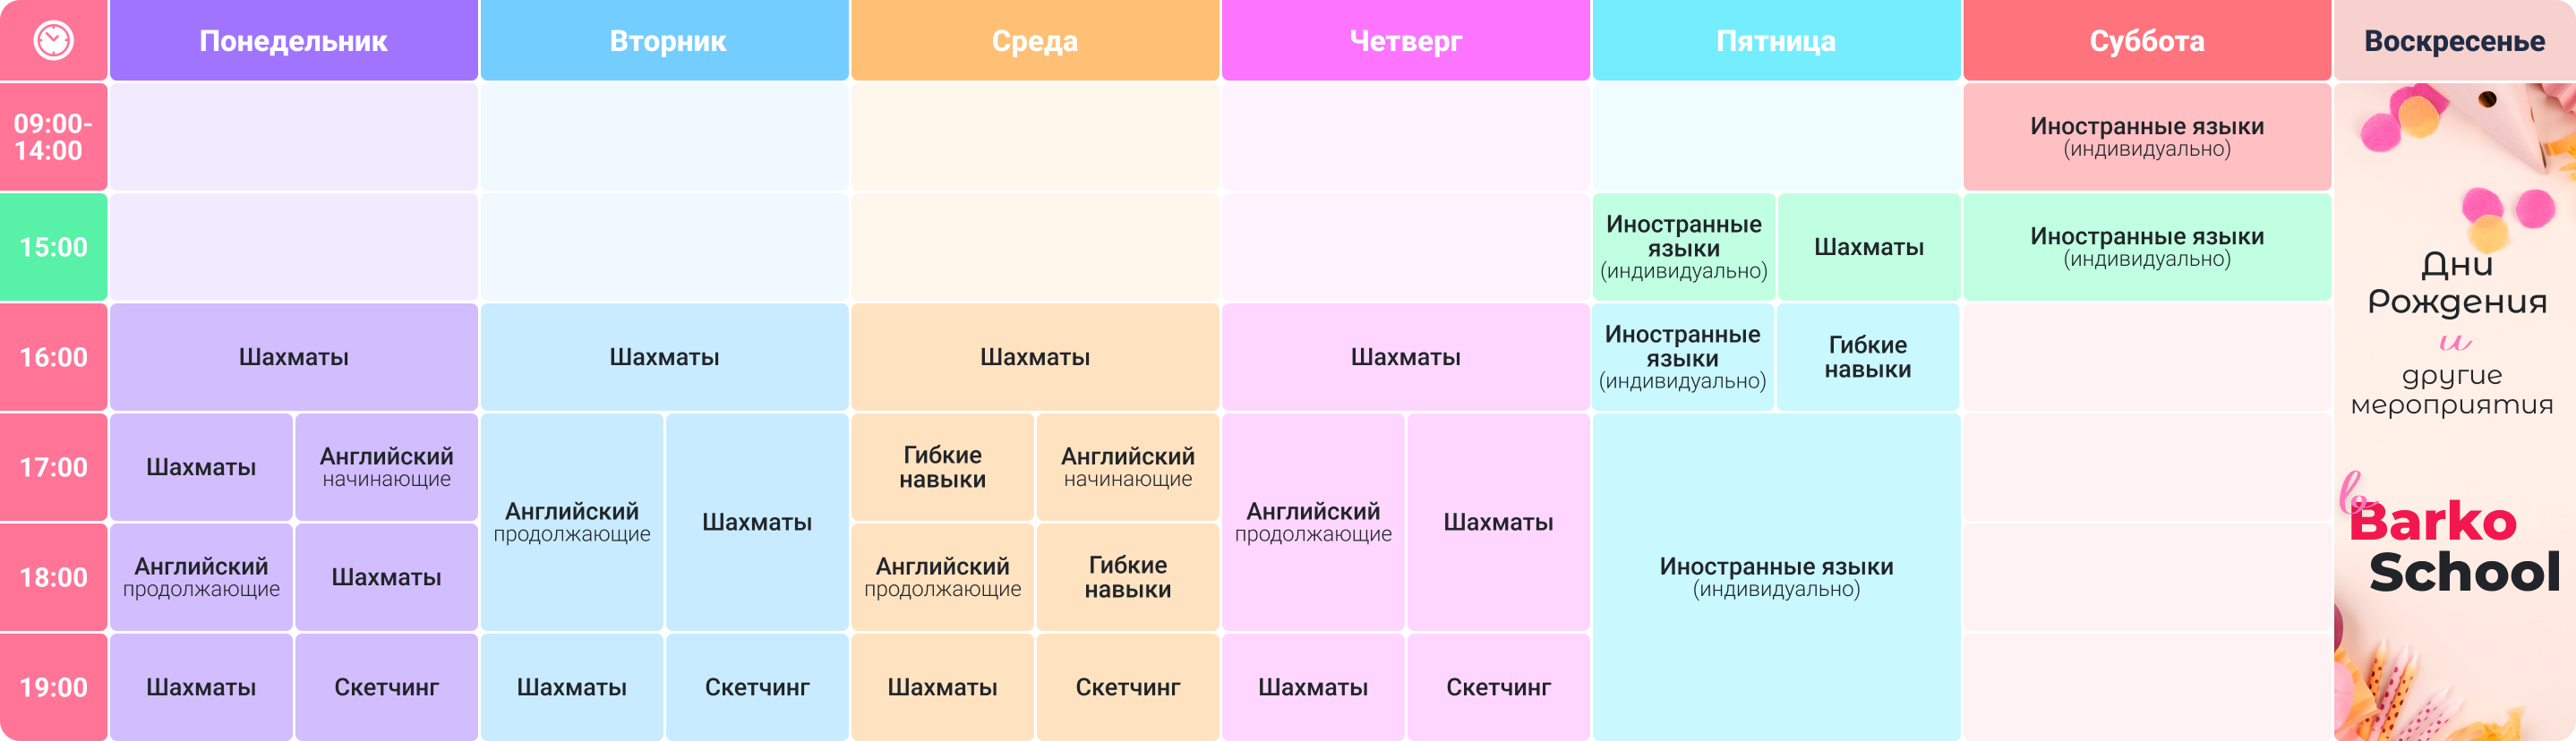 Понедельник
Вторник
Среда
Четверг
Пятница
Суббота
Воскресенье
09:00-
14:00
Иностранные языки
(индивидуально)
15:00
Иностранные
языки
(индивидуально)
Шахматы
Иностранные языки
(индивидуально)
16:00
Шахматы
Шахматы
Шахматы
Шахматы
Иностранные
языки
(индивидуально)
Гибкие
навыки
17:00
Шахматы
Английский
начинающие
Английский
продолжающие
Шахматы
Гибкие
навыки
Английский
начинающие
Английский
продолжающие
Шахматы
Иностранные языки
(индивидуально)
18:00
Английский
продолжающие
Шахматы
Английский
продолжающие
Гибкие
навыки
19:00
Шахматы
Скетчинг
Шахматы
Скетчинг
Шахматы
Скетчинг
Шахматы
Скетчинг
Дни
Рождения
и
другие
мероприятия
в
Barko
School